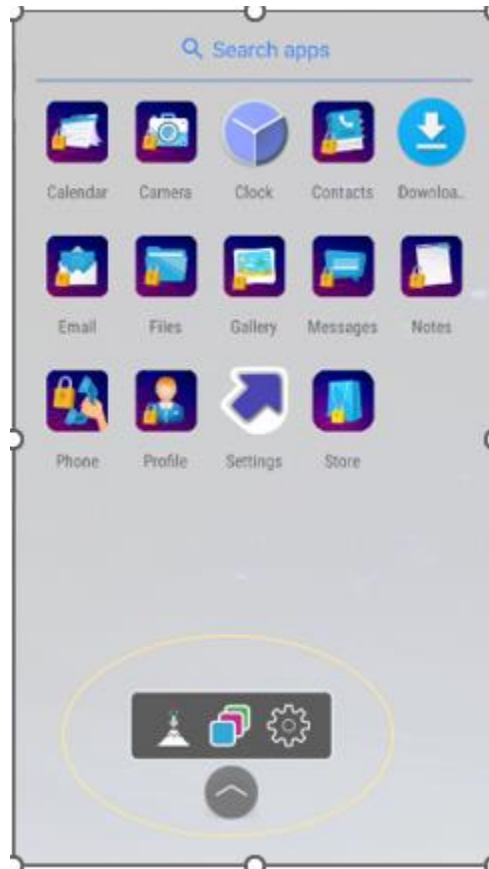 Search apps
Calendar Camera Clock Contacts Downloa..
Email Files Gallery Messages Notes
Phone Profile Settings Store